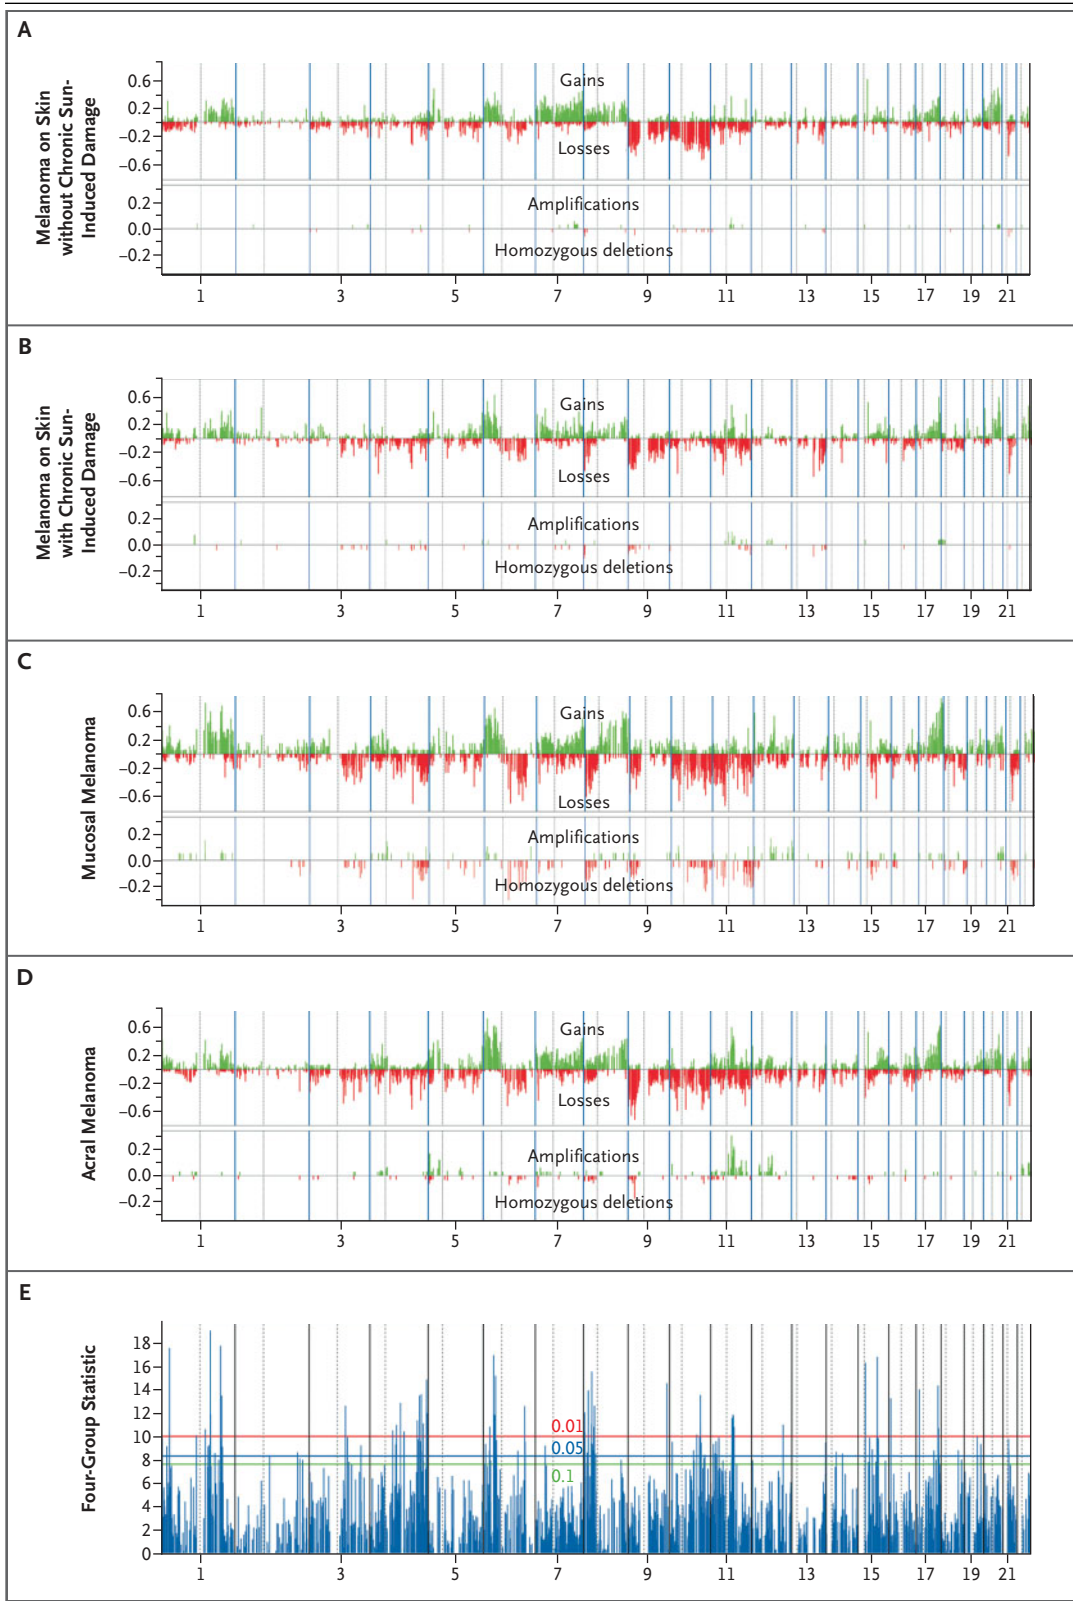 A
Melanoma on Skin
without Chronic Sun-
Induced Damage
0.6
0.2
−0.2
−0.6
Gains
Losses
0.2
0.0
−0.2
Amplifications
Homozygous deletions
1 3 5 7 9 11 13 15 17 19 21
B
Melanoma on Skin
with Chronic Sun-
Induced Damage
0.6
0.2
−0.2
−0.6
Gains
Losses
0.2
0.0
−0.2
Amplifications
Homozygous deletions
1 3 5 7 9 11 13 15 17 19 21
C
Mucosal Melanoma
0.6
0.2
−0.2
−0.6
Gains
Losses
0.2
0.0
−0.2
Amplifications
Homozygous deletions
1 3 5 7 9 11 13 15 17 19 21
D
Acral Melanoma
0.6
0.2
−0.2
−0.6
Gains
Losses
0.2
0.0
−0.2
Amplifications
Homozygous deletions
1 3 5 7 9 11 13 15 17 19 21
E
Four-Group Statistic
18
16
14
12
10
8
6
4
2
0
0.01
0.05
0.1
1 3 5 7 9 11 13 15 17 19 21